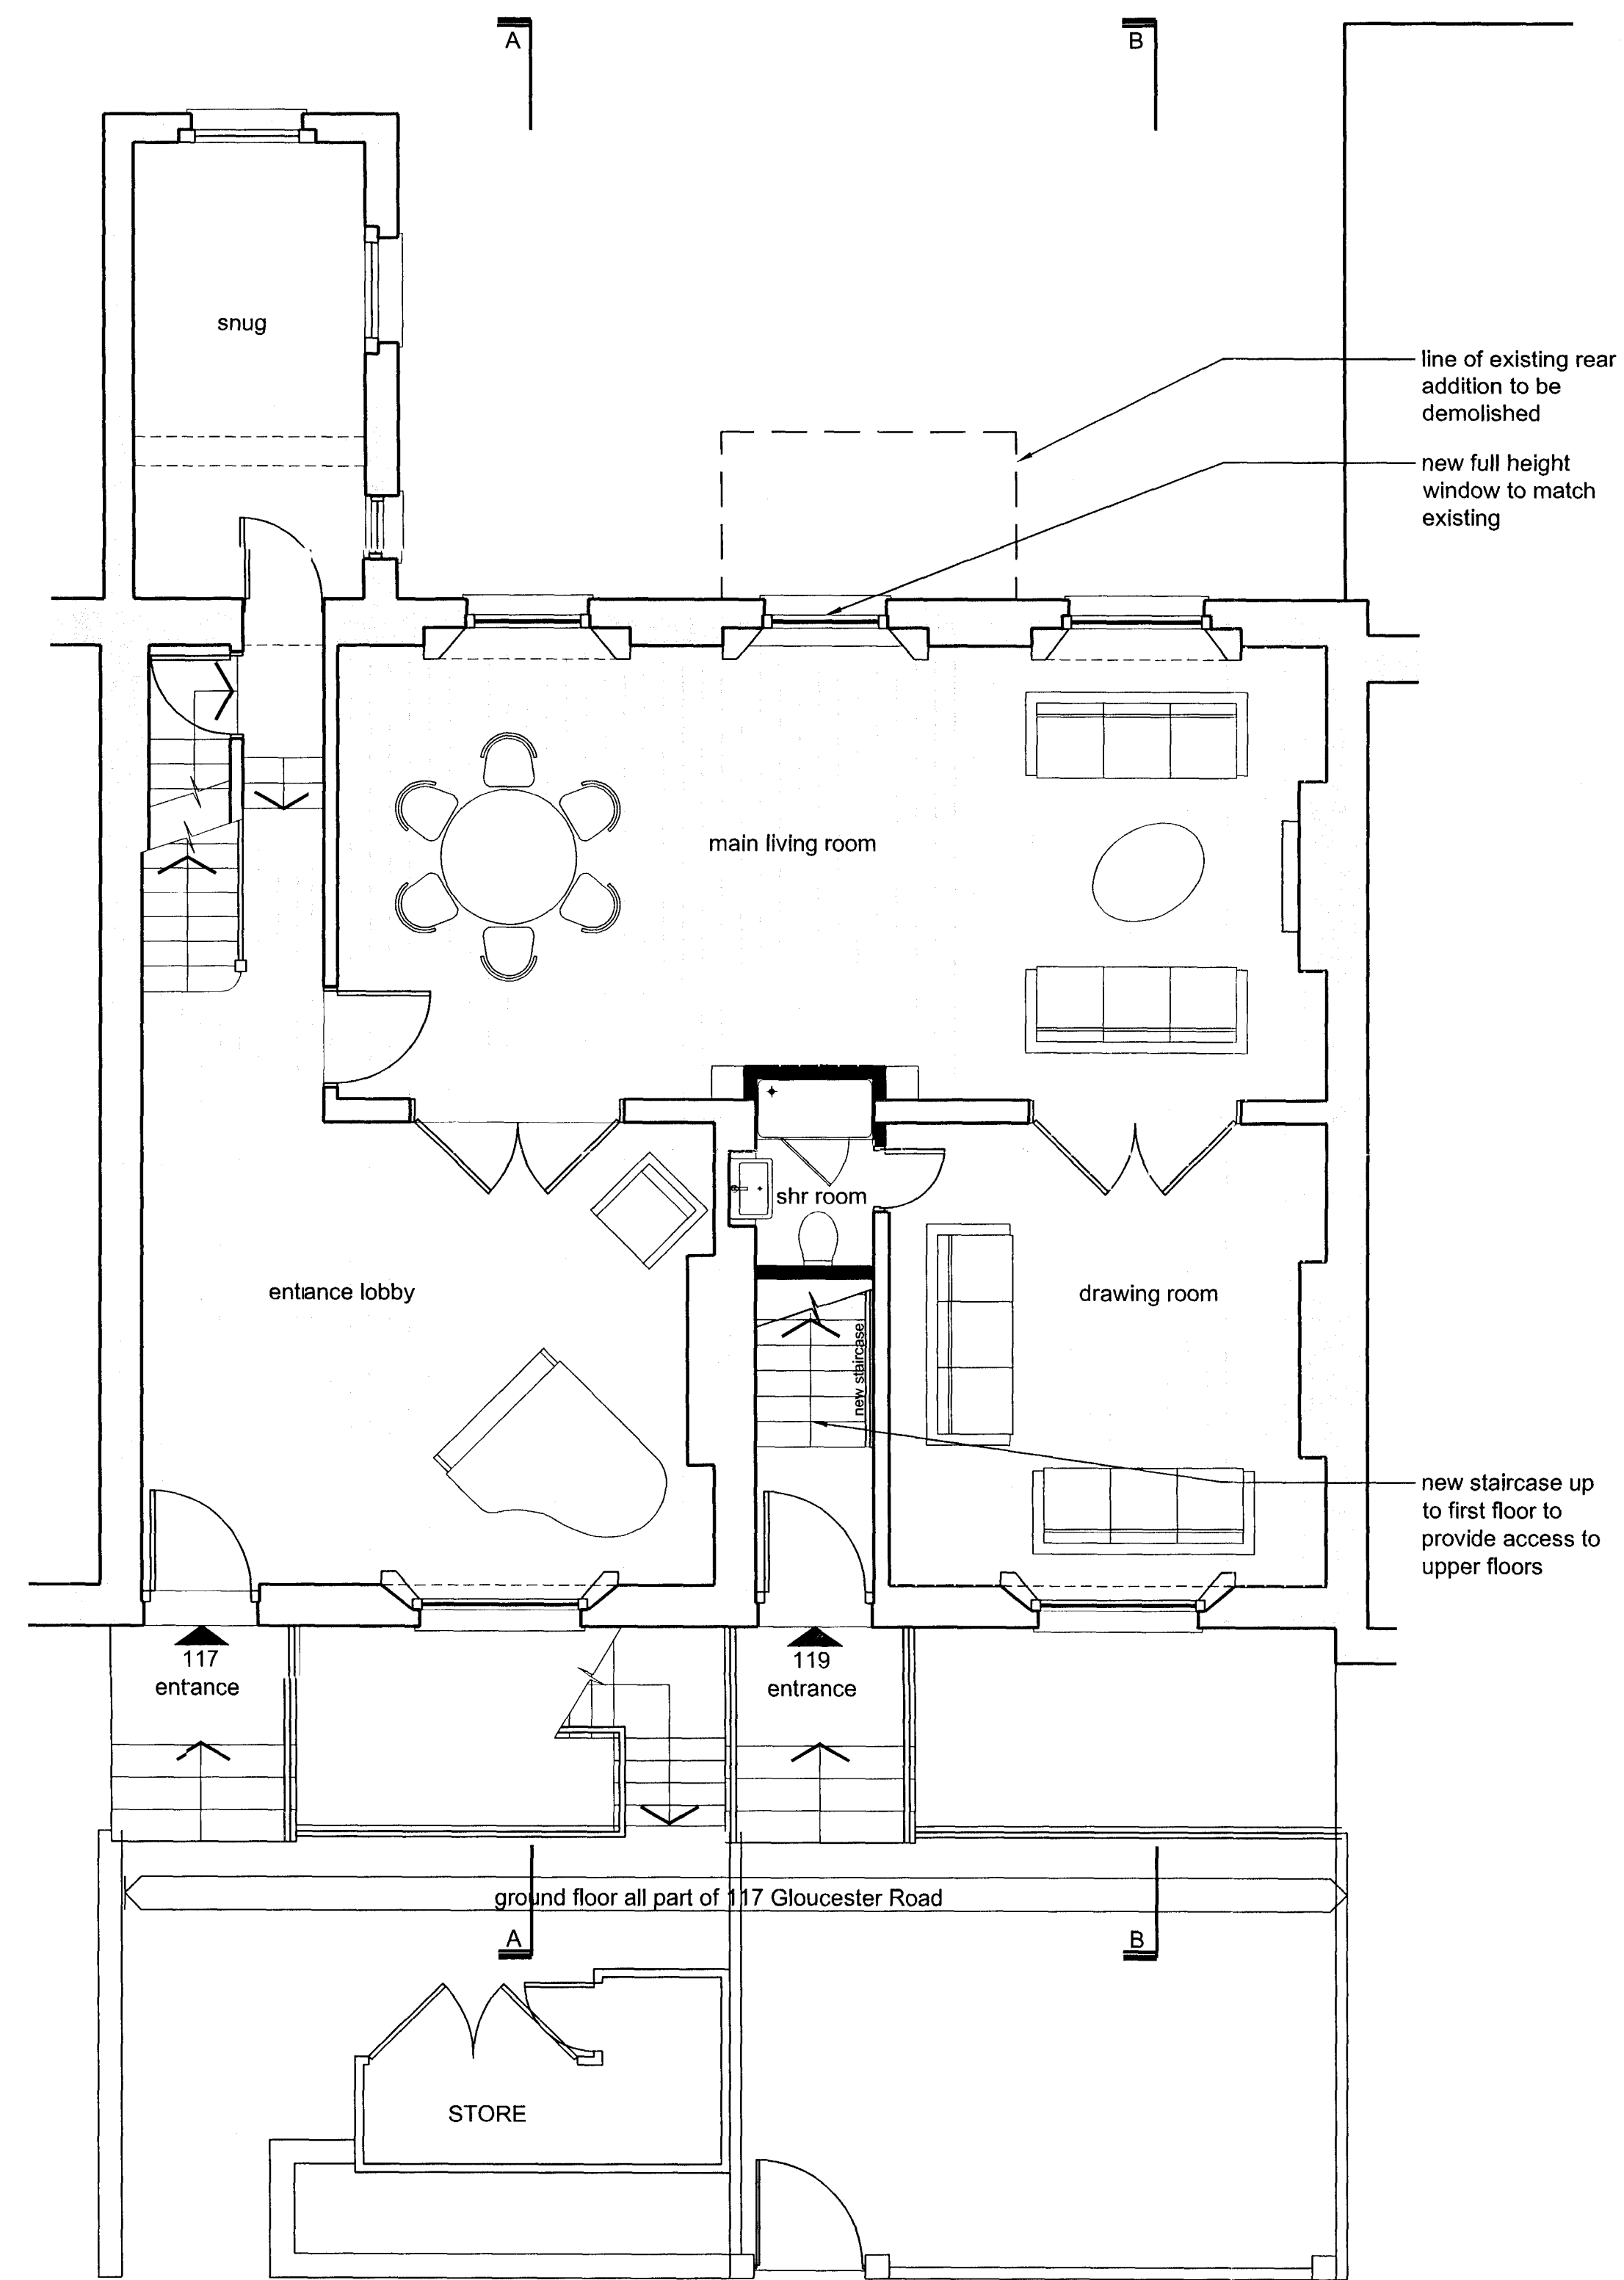 A
B
snug
line of existing rear
addition to be
demolished
new full height
window to match
existing
main living room
shr room
entrance lobby
drawing room
new staircase
new staircase up
to first floor to
provide access to
upper floors
117
entrance
119
entrance
ground floor all part of 117 Gloucester Road
A
B
STORE